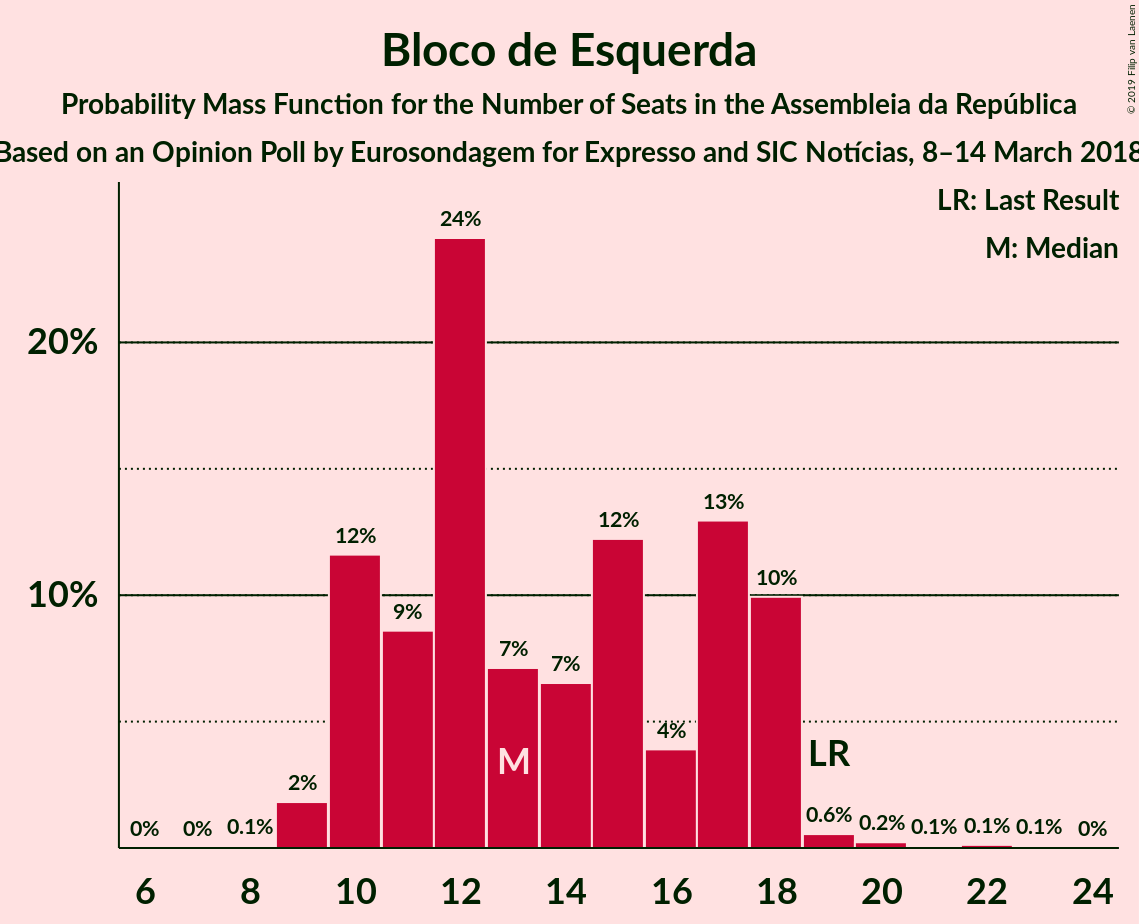 Bloco de Esquerda
Probability Mass Function for the Number of Seats in the Assembleia da República
Based on an Opinion Poll by Eurosondagem for Expresso and SIC Notícias, 8–14 March 2018
© 2019 Filip van Laenen
LR: Last Result
M: Median
20%
10%
0%
0%
0.1%
2%
12%
9%
24%
7%
7%
12%
4%
13%
10%
0.6%
0.2%
0.1%
0.1%
0.1%
0%
M
LR
6 8 10 12 14 16 18 20 22 24